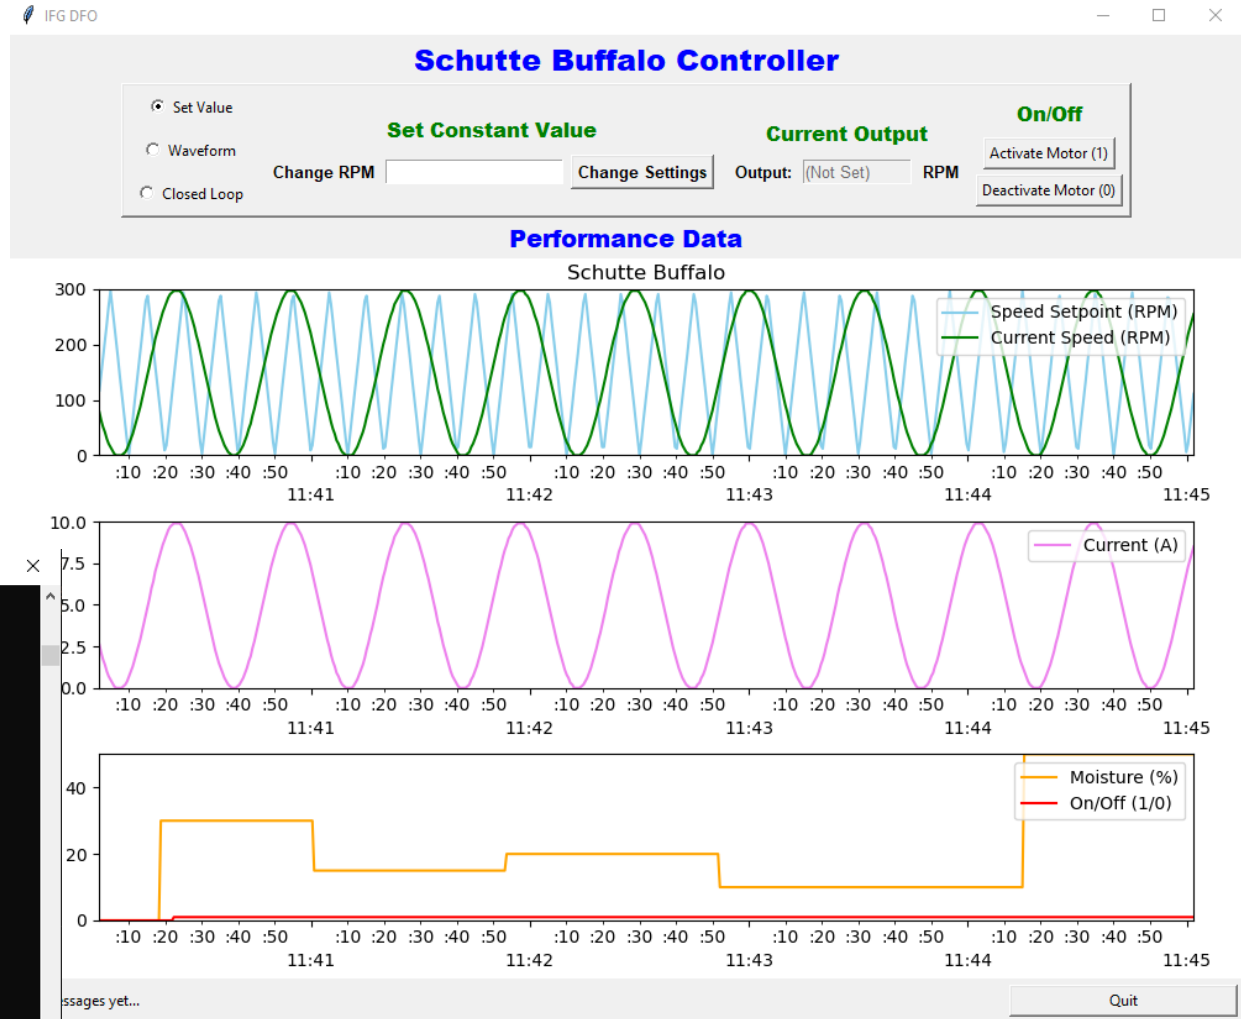 IFG DFO
Schutte Buffalo Controller
Set Value
Waveform
Closed Loop
Set Constant Value
Change RPM
Change Settings
Current Output
Output: (Not Set) RPM
On/Off
Activate Motor (1)
Deactivate Motor (0)
Performance Data
Schutte Buffalo
300
200
100
0
Speed Setpoint (RPM)
Current Speed (RPM)
:10 :20 :30 :40 :50 :10 :20 :30 :40 :50 :10 :20 :30 :40 :50 :10 :20 :30 :40 :50 :10 :20 :30 :40 :50
11:41 11:42 11:43 11:44 11:45
10.0
7.5
5.0
2.5
0.0
Current (A)
:10 :20 :30 :40 :50 :10 :20 :30 :40 :50 :10 :20 :30 :40 :50 :10 :20 :30 :40 :50 :10 :20 :30 :40 :50
11:41 11:42 11:43 11:44 11:45
40
20
0
Moisture (%)
On/Off (1/0)
:10 :20 :30 :40 :50 :10 :20 :30 :40 :50 :10 :20 :30 :40 :50 :10 :20 :30 :40 :50 :10 :20 :30 :40 :50
11:41 11:42 11:43 11:44 11:45
essages yet...
Quit